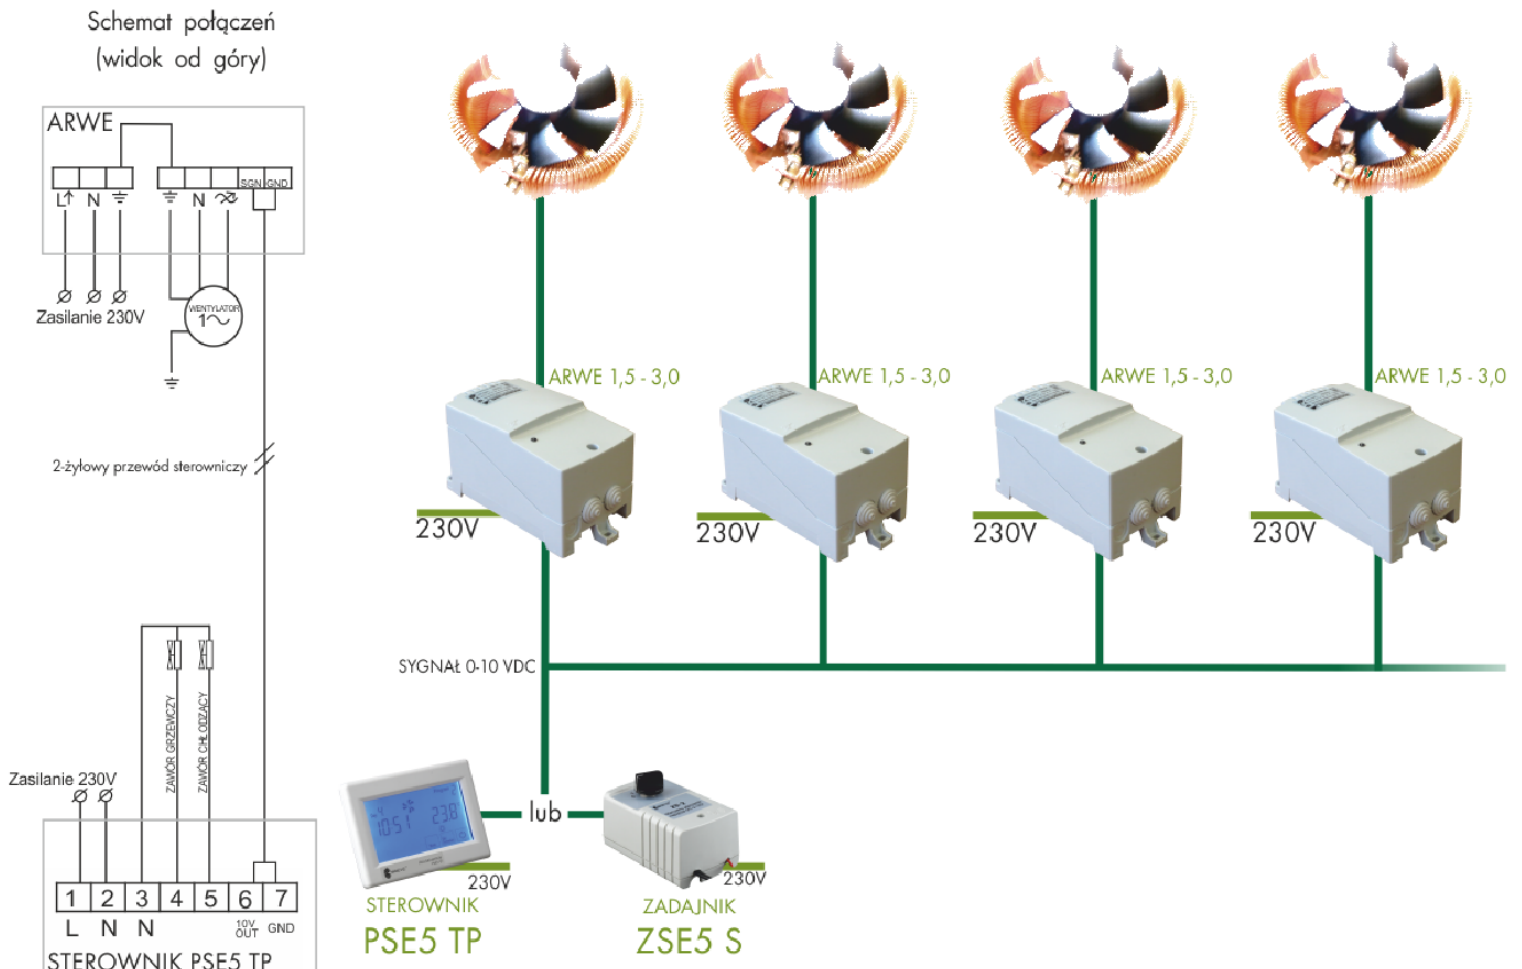 Schemat połączeń
(widok od góry)
ARWE
SGN GND
L N N
Zasilanie 230V
WENTYLATOR
1
2-żyłowy przewód sterowniczy
ZAWÓR GRZEWCZY
ZAWÓR CHŁODZĄCY
Zasilanie 230V
1 2 3 4 5 6 7
L N N 10V OUT GND
STEROWNIK PSE5 TP
ARWE 1,5 - 3,0
ARWE 1,5 - 3,0
ARWE 1,5 - 3,0
ARWE 1,5 - 3,0
230V
230V
230V
230V
SYGNAŁ 0-10 VDC
lub
230V
230V
STEROWNIK
PSE5 TP
ZADAJNIK
ZSE5 S